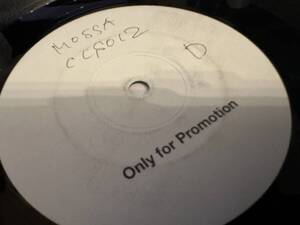 MOSSA
CCR012
D
Only for Promotion